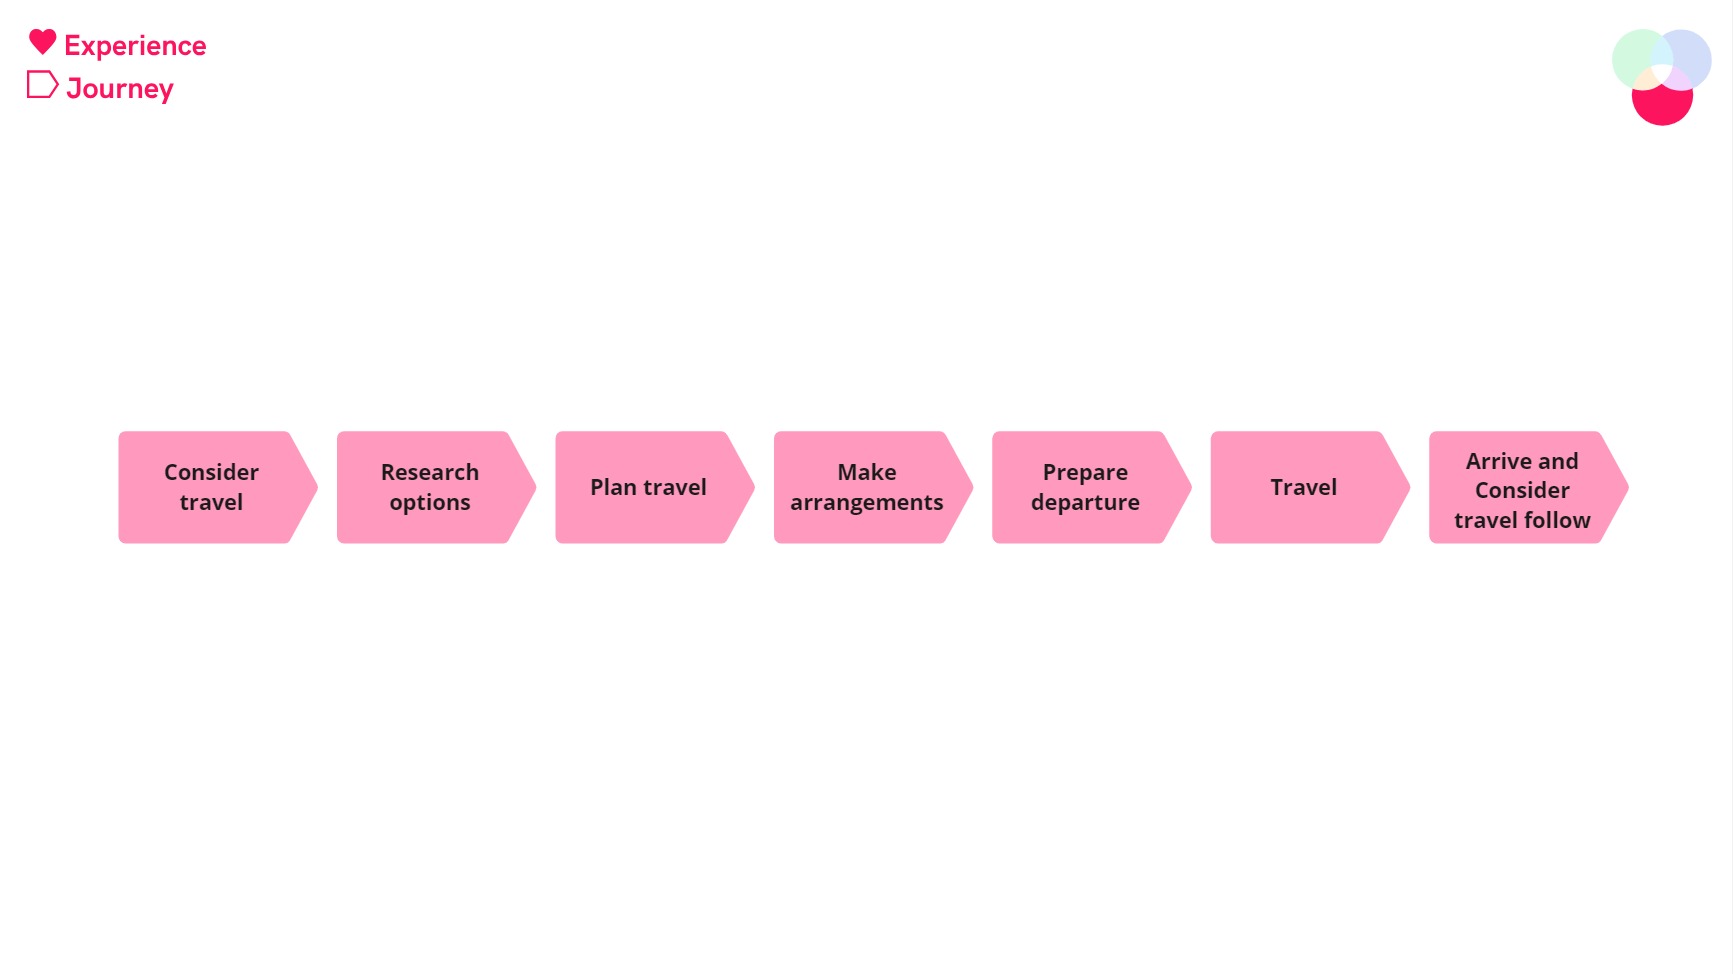 Experience
Journey
Consider
travel
Research
options
Plan travel
Make
arrangements
Prepare
departure
Travel
Arrive and
Consider
travel follow